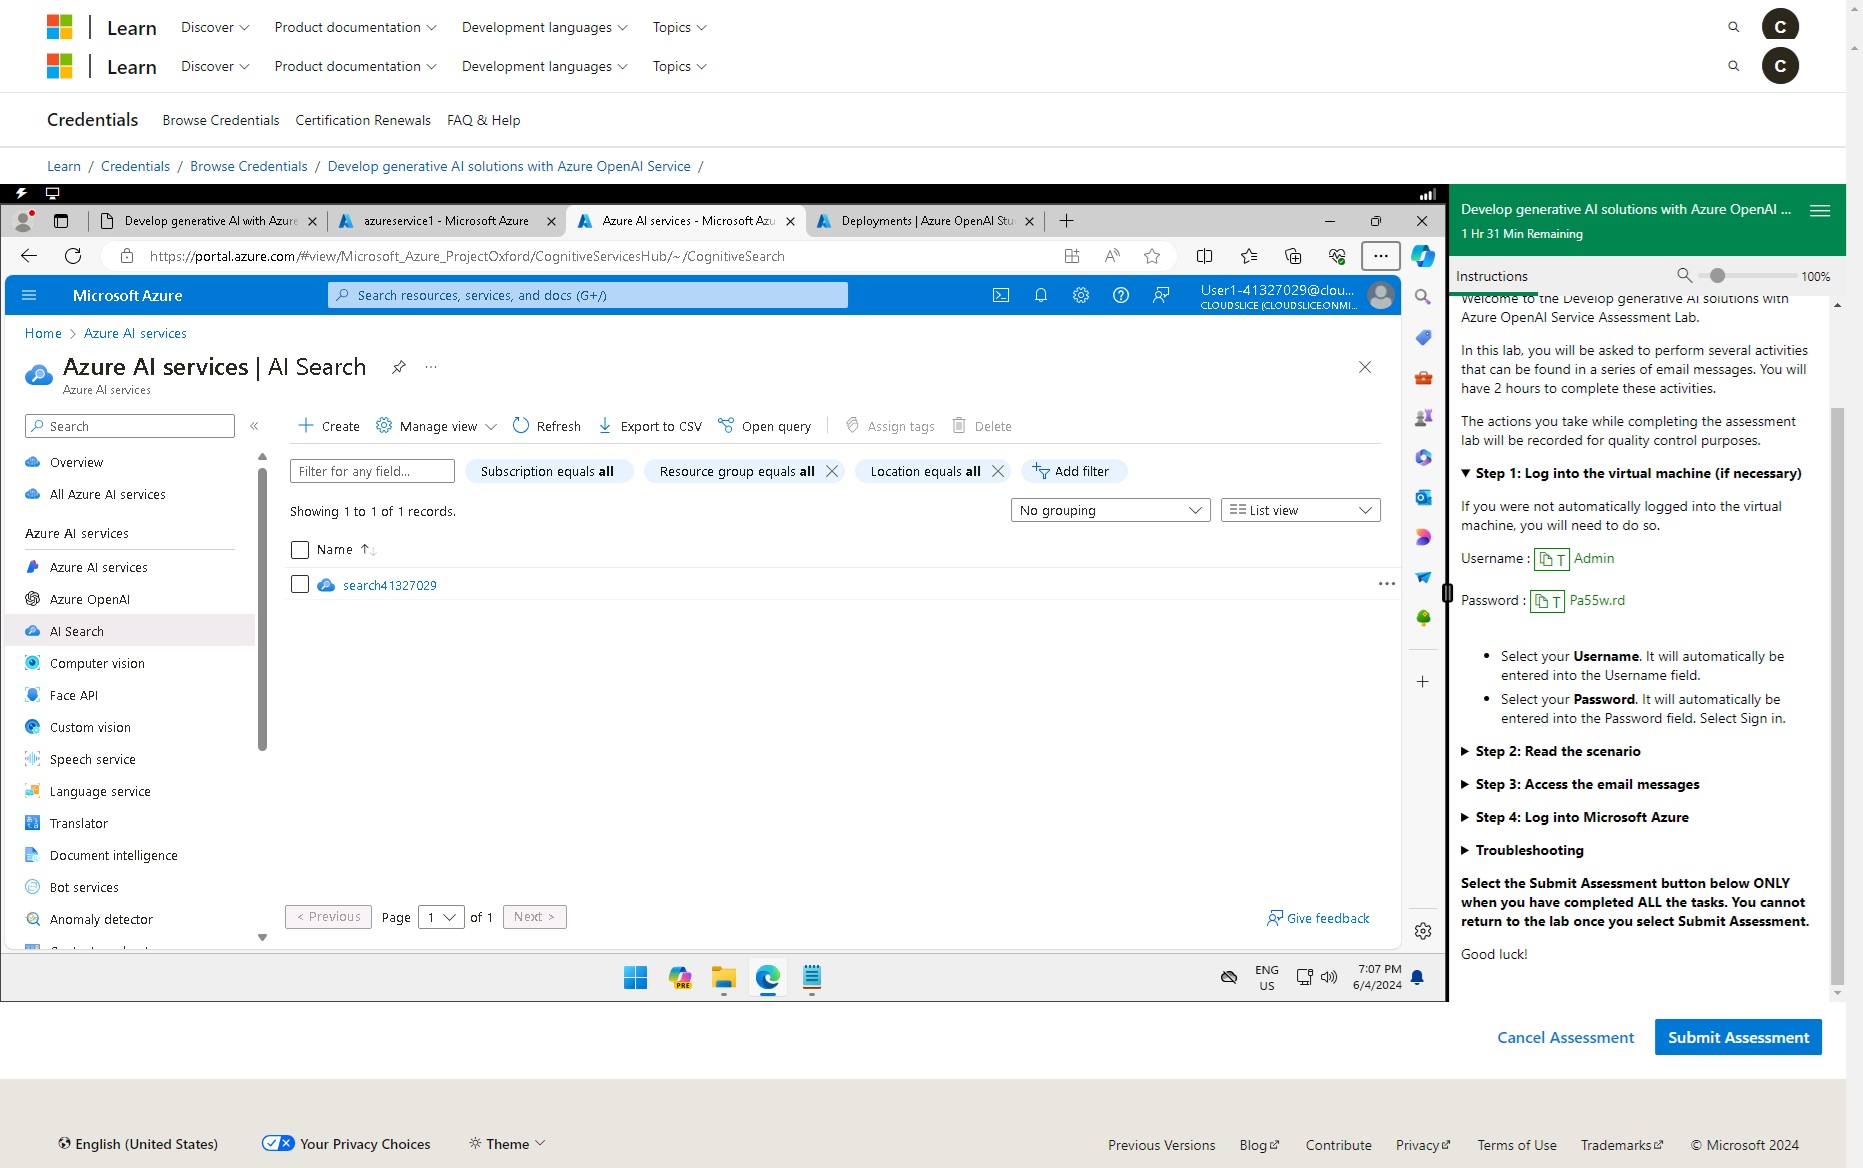 Learn Discover Product documentation Development languages Topics C
Learn Discover Product documentation Development languages Topics C
Credentials Browse Credentials Certification Renewals FAQ & Help
Learn / Credentials / Browse Credentials / Develop generative AI solutions with Azure OpenAI Service /
Develop generative AI with Azure azureservice1 - Microsoft Azure Azure AI services - Microsoft Azu Deployments | Azure OpenAI Stu
https://portal.azure.com/#view/Microsoft_Azure_ProjectOxford/CognitiveServicesHub/~/CognitiveSearch
Microsoft Azure
Search resources, services, and docs (G+/)
User1-41327029@clou...
CLOUDSLICE (CLOUDSLICE.ONMI...
Home > Azure AI services
Azure AI services | AI Search
Azure AI services
Search
Overview
All Azure AI services
Azure AI services
Azure AI services
Azure OpenAI
AI Search
Computer vision
Face API
Custom vision
Speech service
Language service
Translator
Document intelligence
Bot services
Anomaly detector
Create Manage view Refresh Export to CSV Open query Assign tags Delete
Filter for any field... Subscription equals all Resource group equals all Location equals all Add filter
Showing 1 to 1 of 1 records.
No grouping List view
Name
search41327029
< Previous Page 1 of 1 Next >
Give feedback
PRE
ENG
US
7:07 PM
6/4/2024
Develop generative AI solutions with Azure OpenAI ...
1 Hr 31 Min Remaining
Instructions 100%
Welcome to the Develop generative AI solutions with
Azure OpenAI Service Assessment Lab.
In this lab, you will be asked to perform several activities
that can be found in a series of email messages. You will
have 2 hours to complete these activities.
The actions you take while completing the assessment
lab will be recorded for quality control purposes.
Step 1: Log into the virtual machine (if necessary)
If you were not automatically logged into the virtual
machine, you will need to do so.
Username : T Admin
Password : T Pa55w.rd
• Select your Username. It will automatically be
entered into the Username field.
• Select your Password. It will automatically be
entered into the Password field. Select Sign in.
Step 2: Read the scenario
Step 3: Access the email messages
Step 4: Log into Microsoft Azure
Troubleshooting
Select the Submit Assessment button below ONLY
when you have completed ALL the tasks. You cannot
return to the lab once you select Submit Assessment.
Good luck!
Cancel Assessment Submit Assessment
English (United States) Your Privacy Choices Theme
Previous Versions Blog Contribute Privacy Terms of Use Trademarks © Microsoft 2024